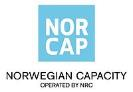 NOR
CAP
NORWEGIAN CAPACITY
OPERATED BY NRC